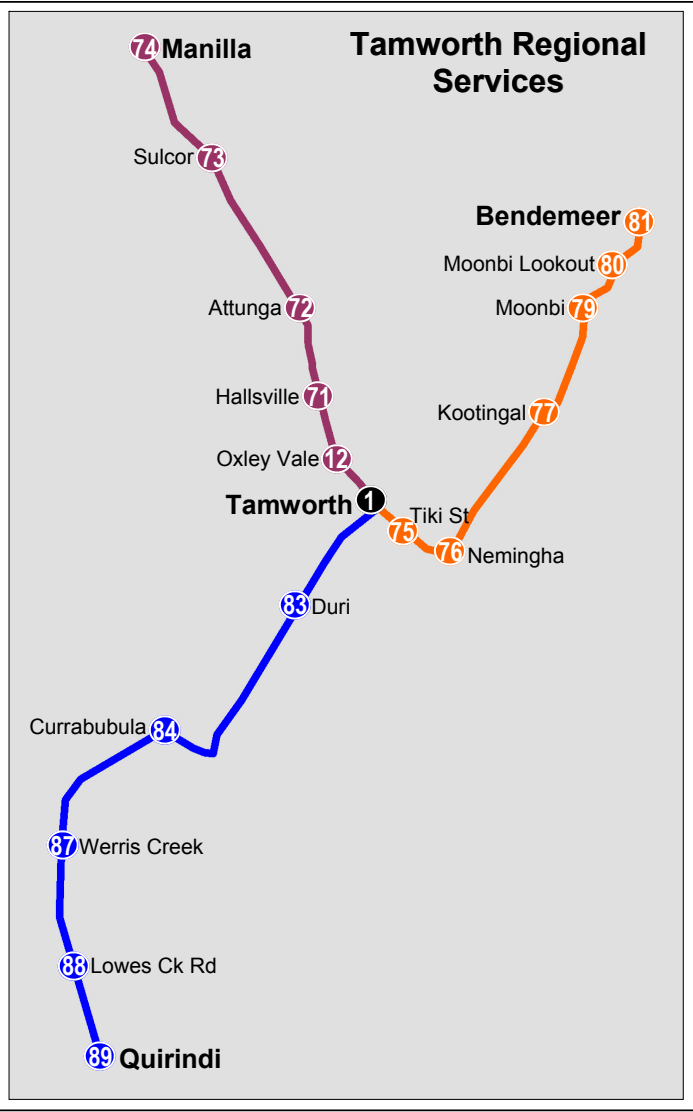 Tamworth Regional
Services
74 Manilla
Sulcor 73
Bendemeer 81
Moonbi Lookout 80
Attunga 72
Moonbi 79
Hallsville 71
Kootingal 77
Oxley Vale 12
Tamworth 1
75 Tiki St
76 Nemingha
83 Duri
Currabubula 84
87 Werris Creek
88 Lowes Ck Rd
89 Quirindi